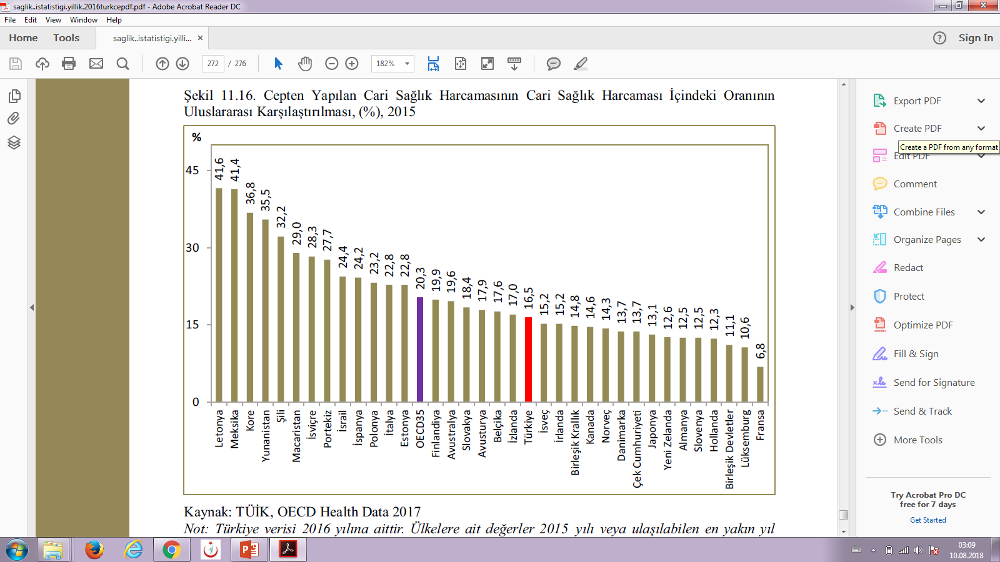 saglik..istatistigi.yillik.2016turkcepdf.pdf - Adobe Acrobat Reader DC
File Edit View Window Help
Home Tools saglik..istatistigi.yilli... × ? Sign In
272 / 276 182%
Şekil 11.16. Cepten Yapılan Cari Sağlık Harcamasının Cari Sağlık Harcaması İçindeki Oranının
Uluslararası Karşılaştırılması, (%), 2015
%
45
30
15
0
41,6
41,4
36,8
35,5
32,2
29,0
28,3
27,7
24,4
24,2
23,2
22,8
22,8
20,3
19,9
19,6
18,4
17,9
17,6
17,0
16,5
15,2
15,2
14,8
14,6
14,3
13,7
13,7
13,1
12,6
12,5
12,5
12,3
11,1
10,6
6,8
Letonya
Meksika
Kore
Yunanistan
Şili
Macaristan
İsviçre
Portekiz
İsrail
İspanya
Polonya
İtalya
Estonya
OECD35
Finlandiya
Avustralya
Slovakya
Avusturya
Belçika
İzlanda
Türkiye
İsveç
İrlanda
Birleşik Krallık
Kanada
Norveç
Danimarka
Çek Cumhuriyeti
Japonya
Yeni Zelanda
Almanya
Slovenya
Hollanda
Birleşik Devletler
Lüksemburg
Fransa
Kaynak: TÜİK, OECD Health Data 2017
Not: Türkiye verisi 2016 yılına aittir. Ülkelere ait değerler 2015 yılı veya ulaşılabilen en yakın yıl
Export PDF
Create PDF
Create a PDF from any format
Edit PDF
Comment
Combine Files
Organize Pages
Redact
Protect
Optimize PDF
Fill & Sign
Send for Signature
Send & Track
More Tools
Try Acrobat Pro DC
free for 7 days
Get Started
03:09
10.08.2018